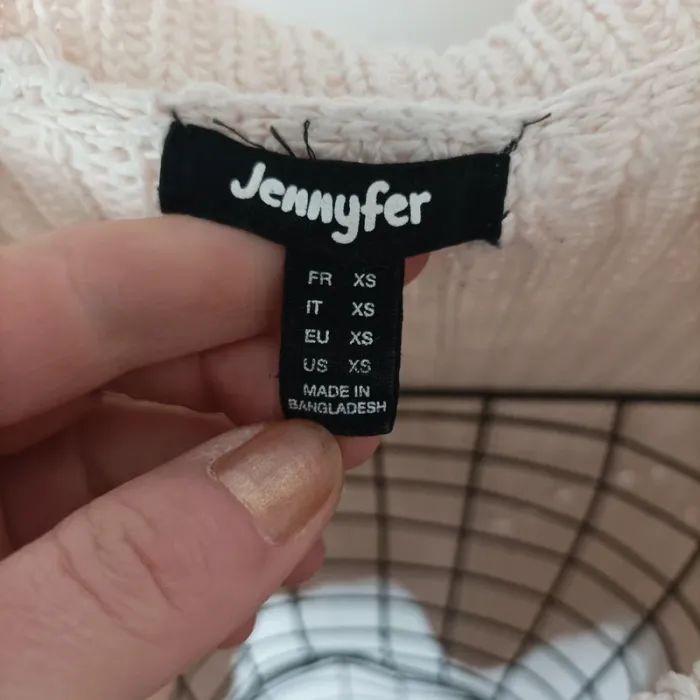 Jennyfer
FR XS
IT XS
EU XS
US XS
MADE IN
BANGLADESH